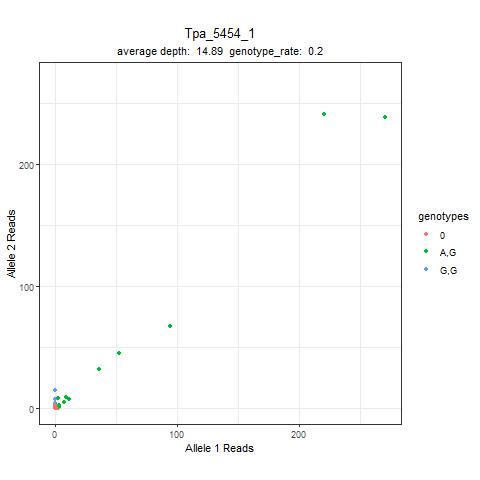 Tpa_5454_1
average depth:  14.89  genotype_rate:  0.2
Allele 2 Reads
200
100
0
0
100
200
Allele 1 Reads
genotypes
0
A,G
G,G